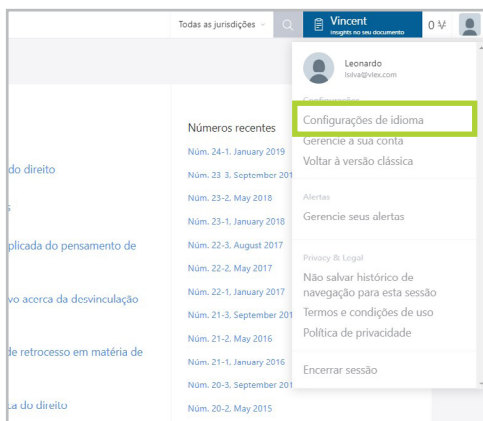 Todas as jurisdições
Vincent
Insights no seu documento
0
Leonardo
lsilva@vlex.com
Configurações
Configurações de idioma
Gerencie a sua conta
Voltar à versão clássica
Alertas
Gerencie seus alertas
Privacy & Legal
Não salvar histórico de
navegação para esta sessão
Termos e condições de uso
Política de privacidade
Encerrar sessão
do direito
s
plicada do pensamento de
vo acerca da desvinculação
de retrocesso em matéria de
ca do direito
Números recentes
Núm. 24-1, January 2019
Núm. 23-3, September 201
Núm. 23-2, May 2018
Núm. 23-1, January 2018
Núm. 22-3, August 2017
Núm. 22-2, May 2017
Núm. 22-1, January 2017
Núm. 21-3, September 201
Núm. 21-2, May 2016
Núm. 21-1, January 2016
Núm. 20-3, September 201
Núm. 20-2, May 2015